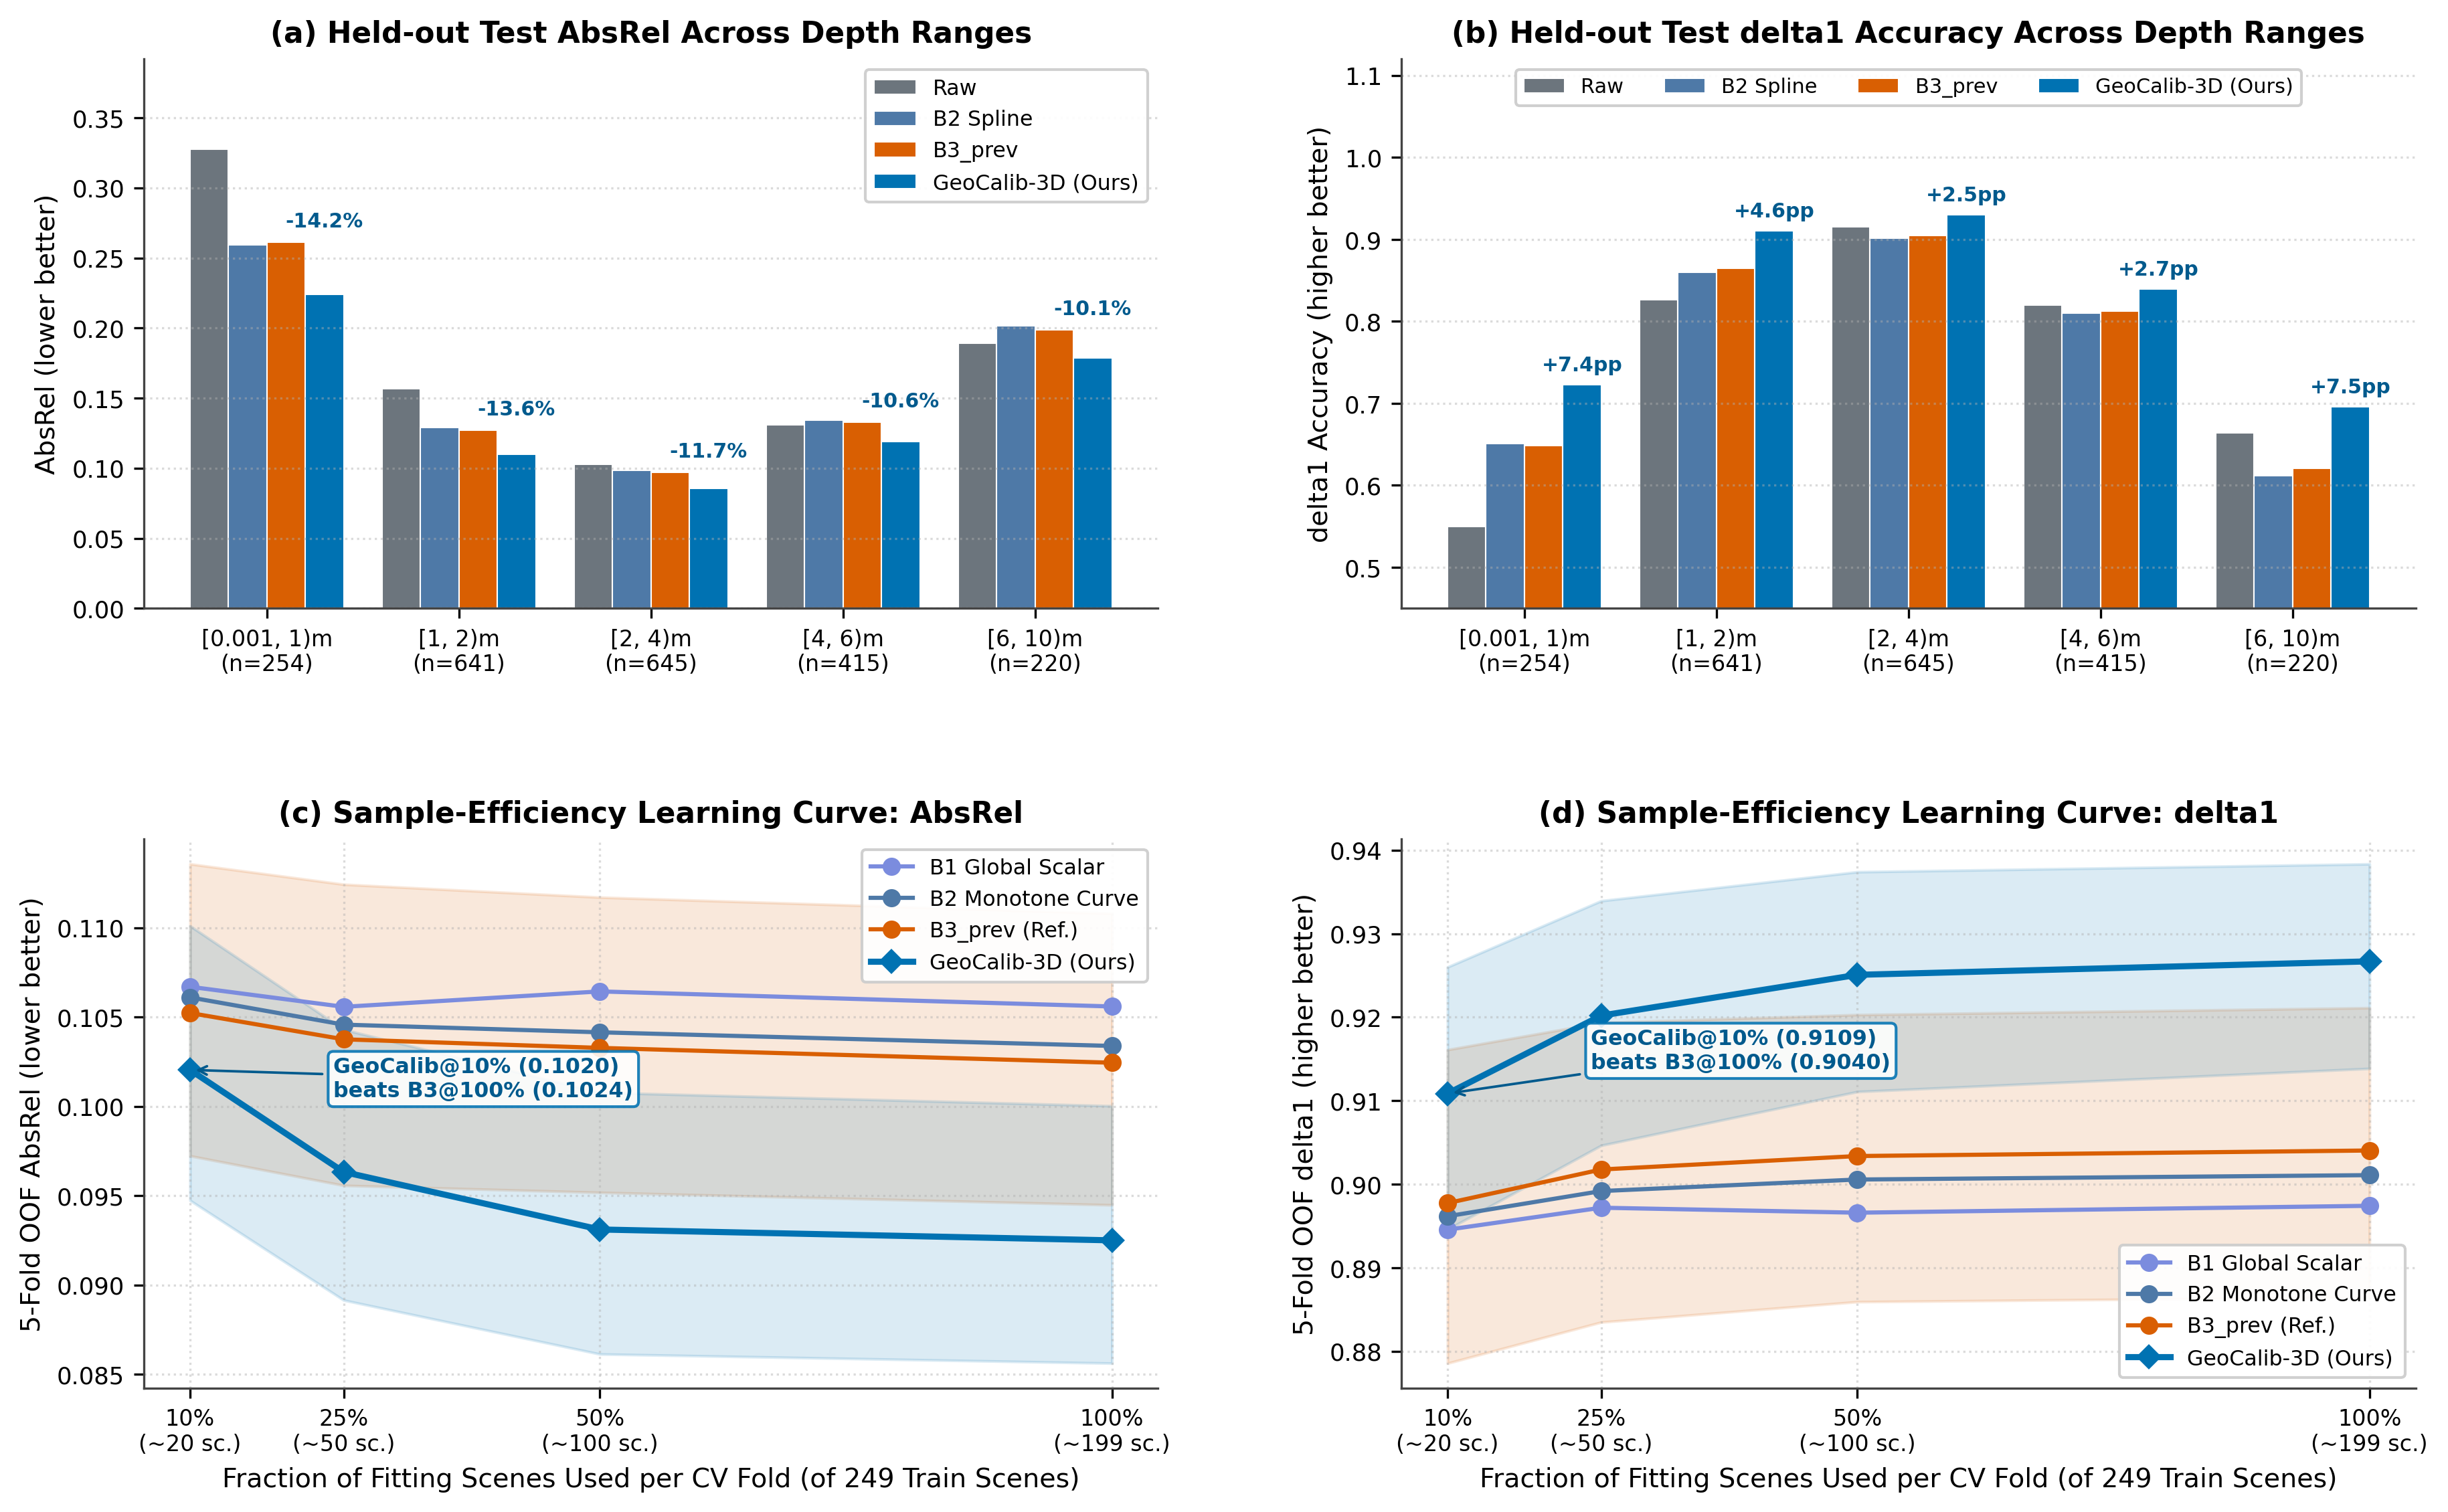 (a) Held-out Test AbsRel Across Depth Ranges
AbsRel (lower better)
0.35
0.30
0.25
0.20
0.15
0.10
0.05
0.00
Raw
B2 Spline
B3_prev
GeoCalib-3D (Ours)
-14.2%
-13.6%
-11.7%
-10.6%
-10.1%
[0.001, 1)m
(n=254)
[1, 2)m
(n=641)
[2, 4)m
(n=645)
[4, 6)m
(n=415)
[6, 10)m
(n=220)
(b) Held-out Test delta1 Accuracy Across Depth Ranges
delta1 Accuracy (higher better)
1.1
1.0
0.9
0.8
0.7
0.6
0.5
Raw
B2 Spline
B3_prev
GeoCalib-3D (Ours)
+7.4pp
+4.6pp
+2.5pp
+2.7pp
+7.5pp
[0.001, 1)m
(n=254)
[1, 2)m
(n=641)
[2, 4)m
(n=645)
[4, 6)m
(n=415)
[6, 10)m
(n=220)
(c) Sample-Efficiency Learning Curve: AbsRel
5-Fold OOF AbsRel (lower better)
0.110
0.105
0.100
0.095
0.090
0.085
B1 Global Scalar
B2 Monotone Curve
B3_prev (Ref.)
GeoCalib-3D (Ours)
GeoCalib@10% (0.1020)
beats B3@100% (0.1024)
10%
(~20 sc.)
25%
(~50 sc.)
50%
(~100 sc.)
100%
(~199 sc.)
Fraction of Fitting Scenes Used per CV Fold (of 249 Train Scenes)
(d) Sample-Efficiency Learning Curve: delta1
5-Fold OOF delta1 (higher better)
0.94
0.93
0.92
0.91
0.90
0.89
0.88
GeoCalib@10% (0.9109)
beats B3@100% (0.9040)
B1 Global Scalar
B2 Monotone Curve
B3_prev (Ref.)
GeoCalib-3D (Ours)
10%
(~20 sc.)
25%
(~50 sc.)
50%
(~100 sc.)
100%
(~199 sc.)
Fraction of Fitting Scenes Used per CV Fold (of 249 Train Scenes)